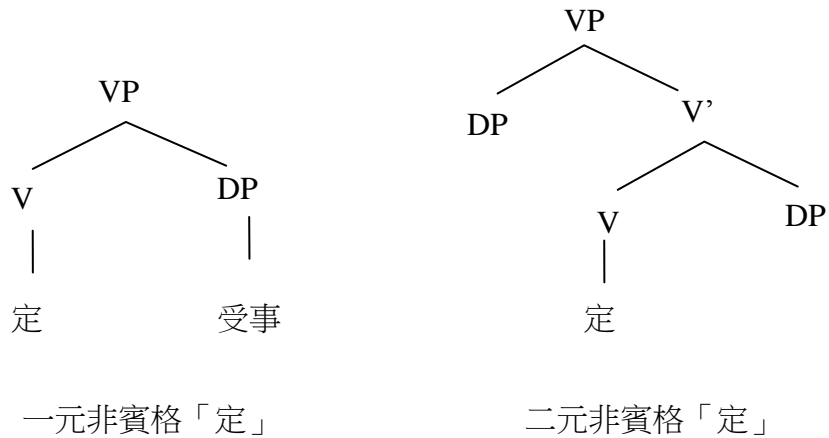 VP
V DP
定 受事
一元非賓格「定」
VP
DP V’
V DP
定
二元非賓格「定」